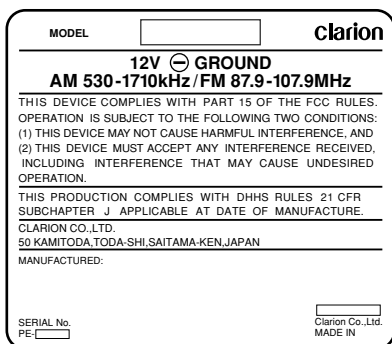 MODEL clarion
12V ⊖ GROUND
AM 530-1710kHz/FM 87.9-107.9MHz
THIS DEVICE COMPLIES WITH PART 15 OF THE FCC RULES.
OPERATION IS SUBJECT TO THE FOLLOWING TWO CONDITIONS:
(1) THIS DEVICE MAY NOT CAUSE HARMFUL INTERFERENCE, AND
(2) THIS DEVICE MUST ACCEPT ANY INTERFERENCE RECEIVED,
INCLUDING INTERFERENCE THAT MAY CAUSE UNDESIRED
OPERATION.
THIS PRODUCTION COMPLIES WITH DHHS RULES 21 CFR
SUBCHAPTER J APPLICABLE AT DATE OF MANUFACTURE.
CLARION CO.,LTD.
50 KAMITODA,TODA-SHI,SAITAMA-KEN,JAPAN
MANUFACTURED:
SERIAL No.
PE-
Clarion Co.,Ltd.
MADE IN